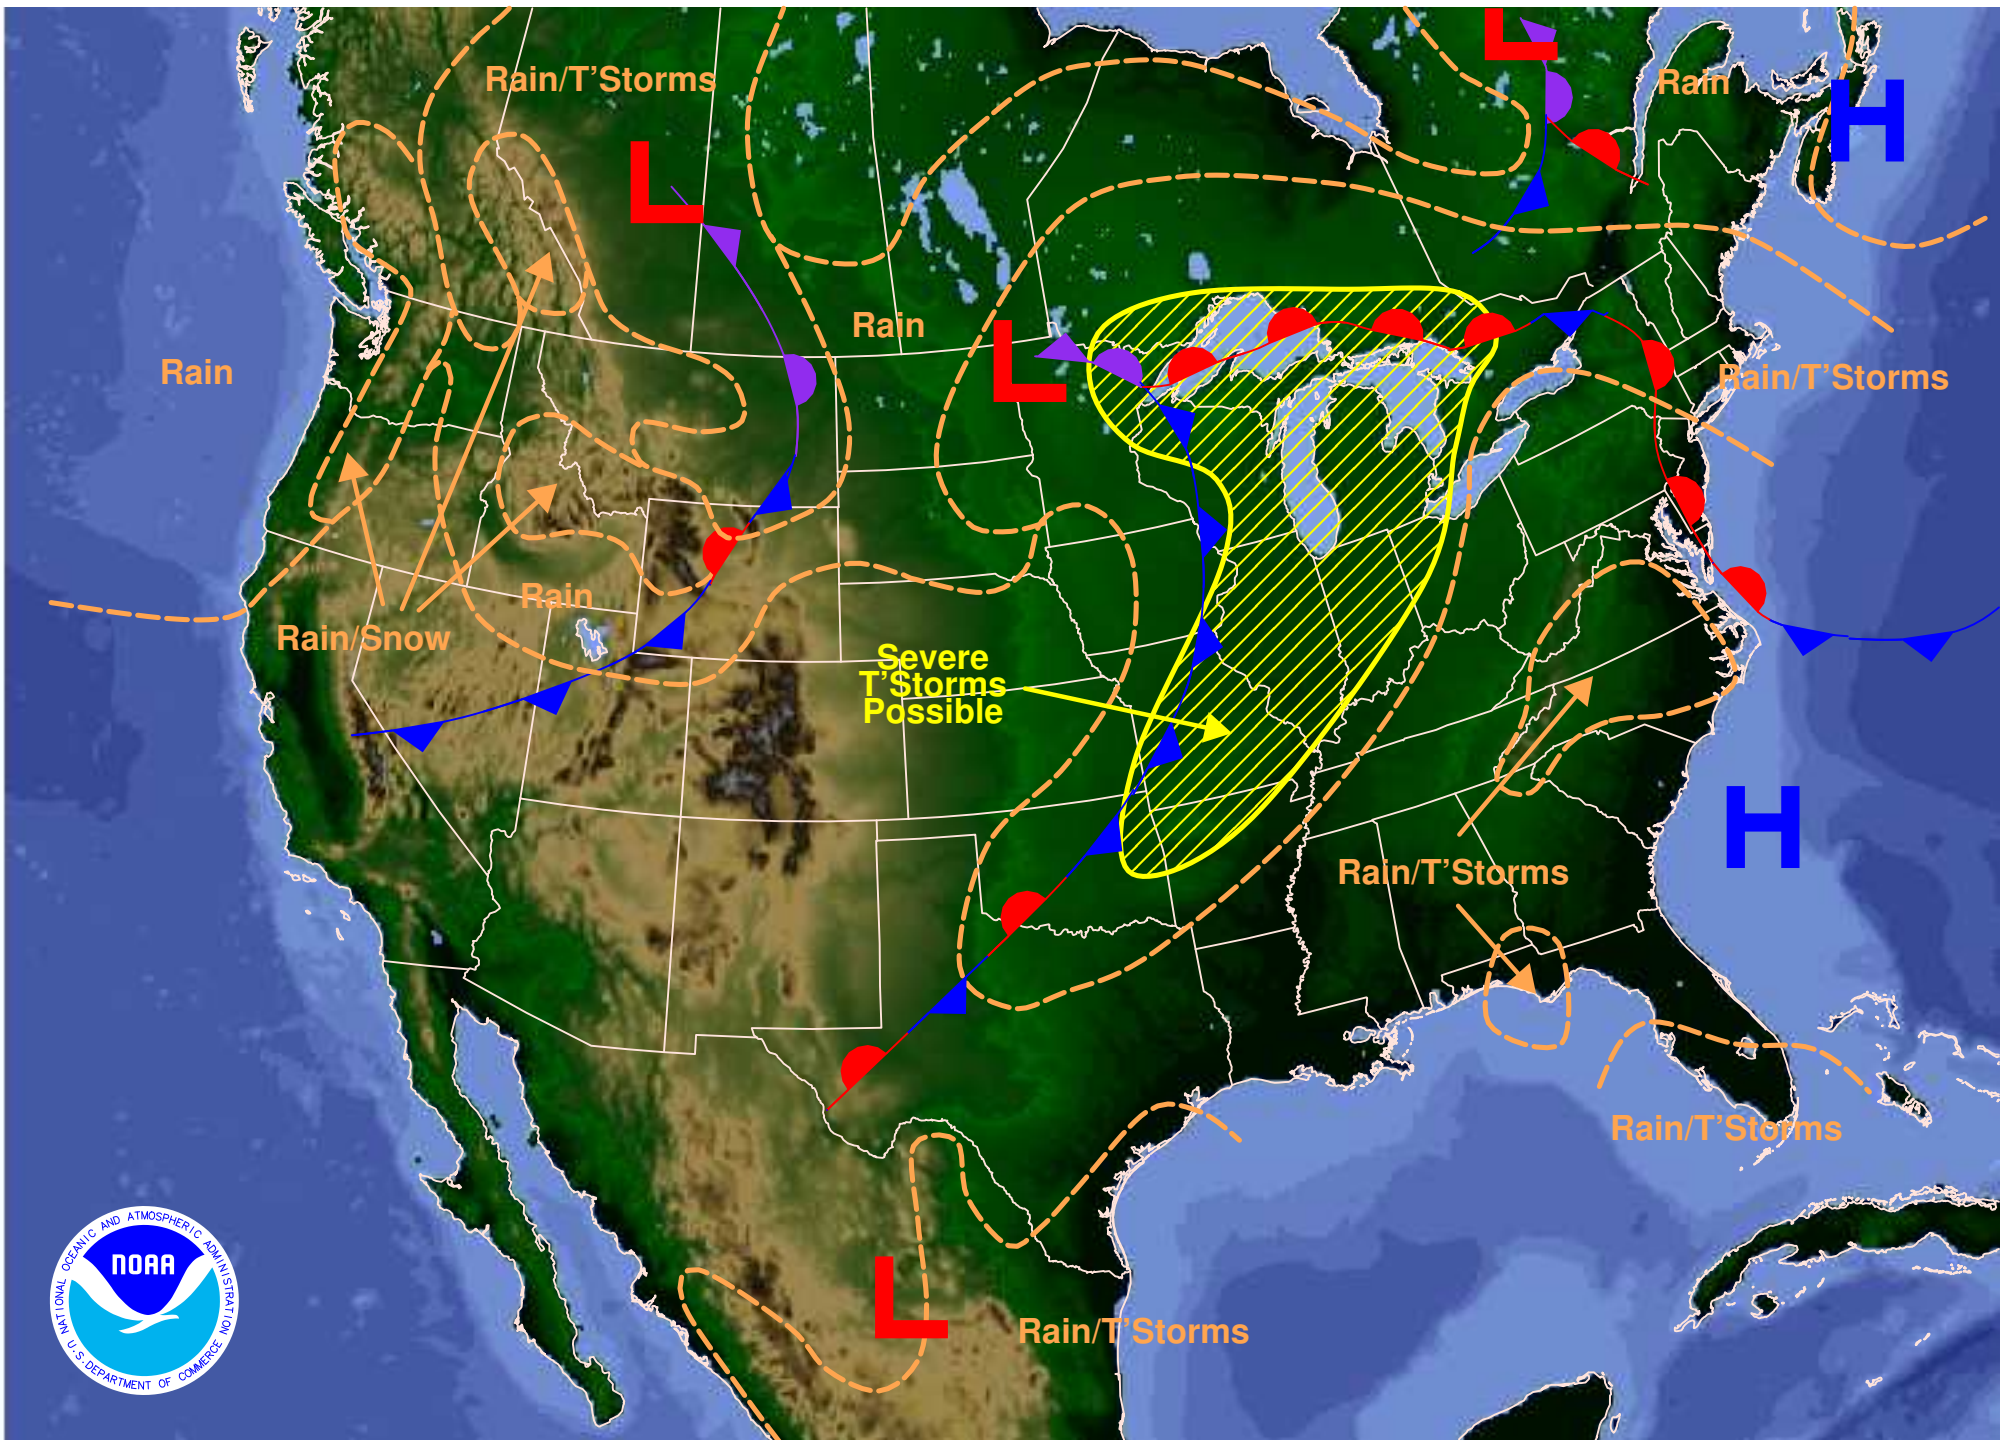 L
Rain/T'Storms
Rain
H
L
Rain
L
Rain
Rain/T'Storms
Rain
Rain/Snow
Severe
T'Storms
Possible
H
Rain/T'Storms
Rain/T'Storms
L
Rain/T'Storms
NATIONAL OCEANIC AND ATMOSPHERIC ADMINISTRATION
NOAA
U.S. DEPARTMENT OF COMMERCE